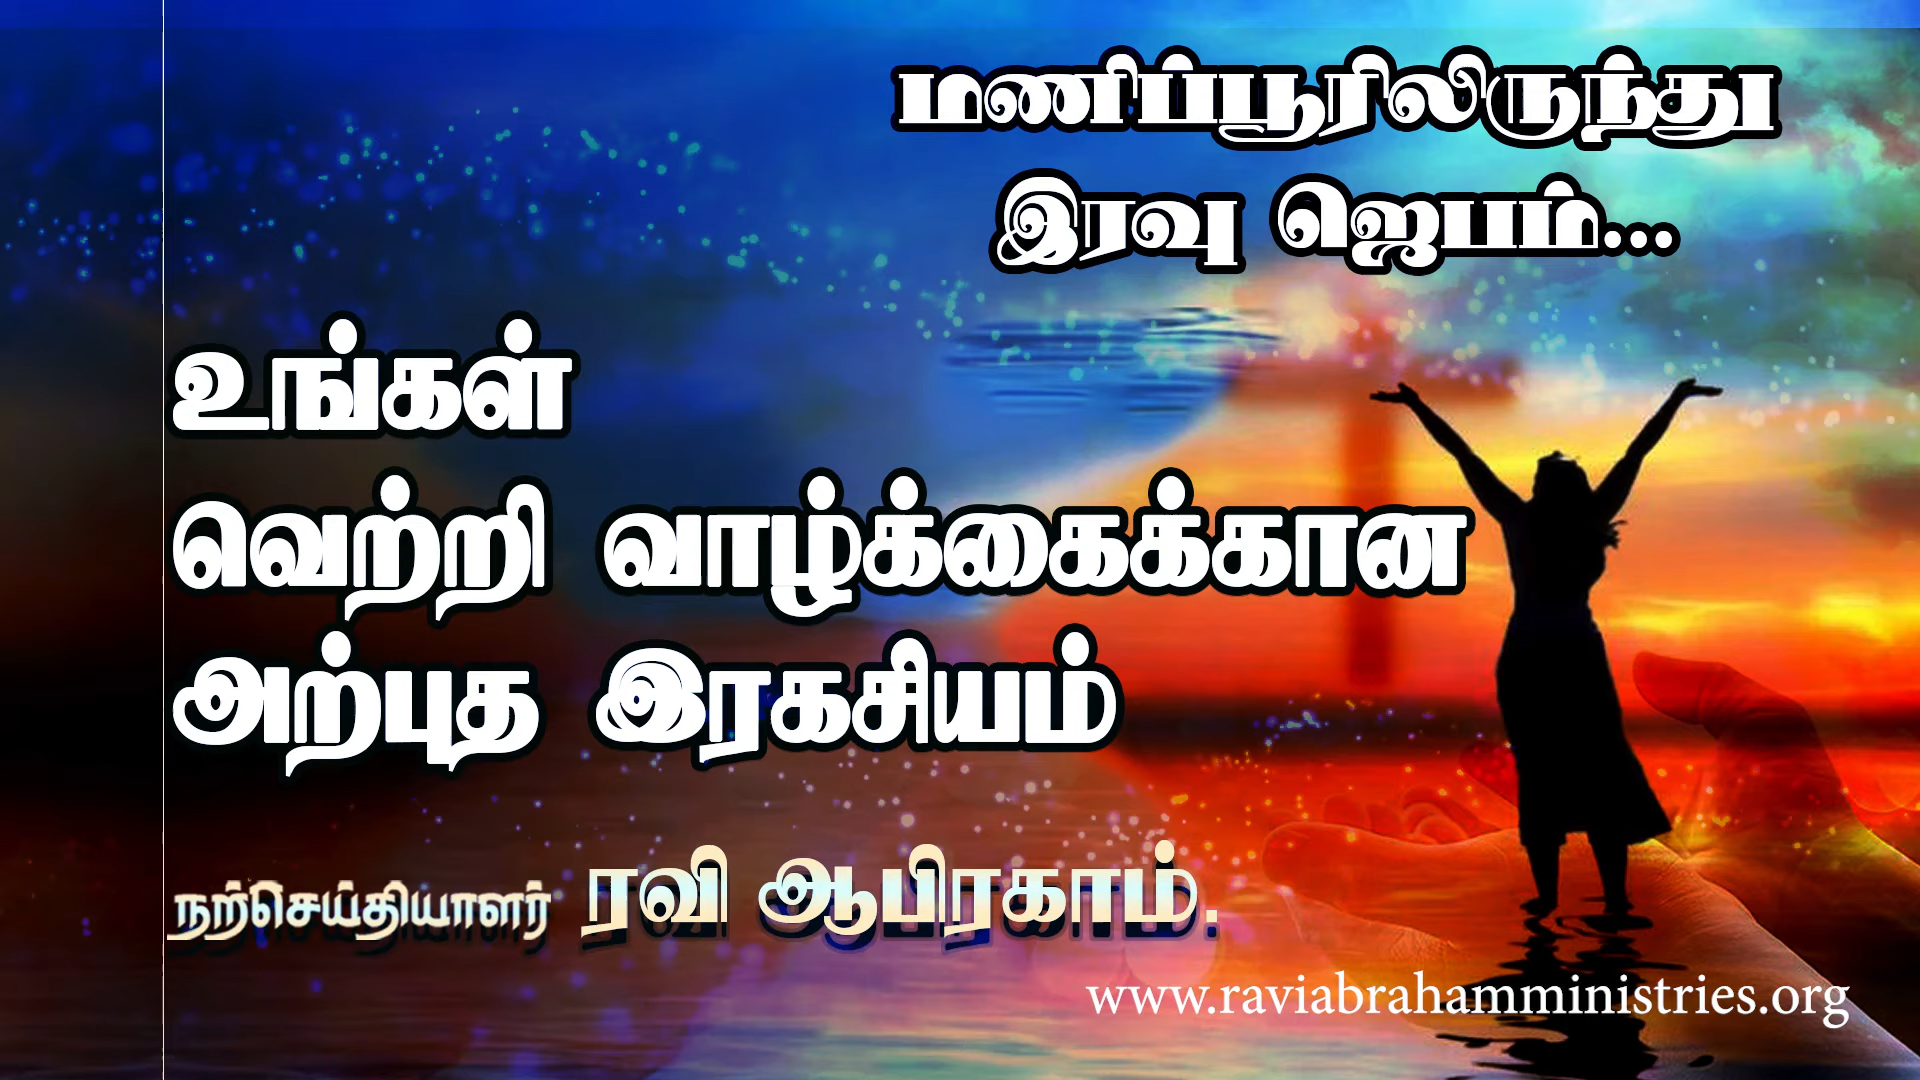 மணிப்பூரிலிருந்து
இரவு ஜெபம்...
உங்கள்
வெற்றி வாழ்க்கைக்கான
அற்புத இரகசியம்
நற்செய்தியாளர் ரவி ஆபிரகாம்.
www.raviabrahamministries.org